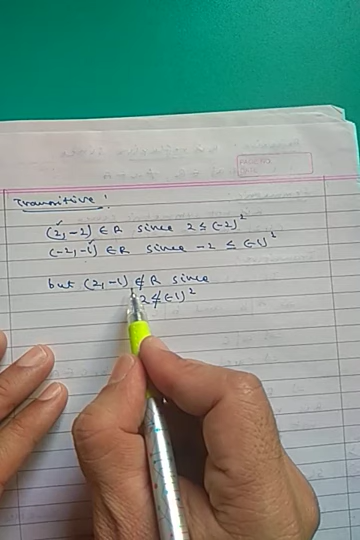 Transitive :
(2, -2) ∈ R since 2 ≤ (-2)²
(-2, -1) ∈ R since -2 ≤ (-1)²
but (2, -1) ∉ R since
2 ≰ (-1)²